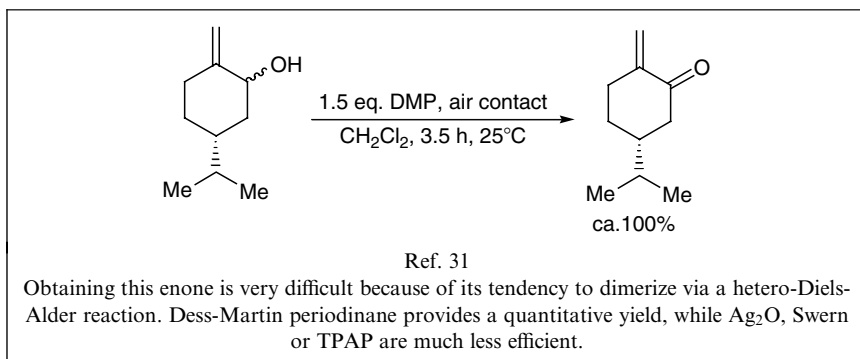 OH
1.5 eq. DMP, air contact
CH₂Cl₂, 3.5 h, 25°C
O
Me
Me
Me
Me
ca.100%
Ref. 31
Obtaining this enone is very difficult because of its tendency to dimerize via a hetero-Diels-
Alder reaction. Dess-Martin periodinane provides a quantitative yield, while Ag₂O, Swern
or TPAP are much less efficient.